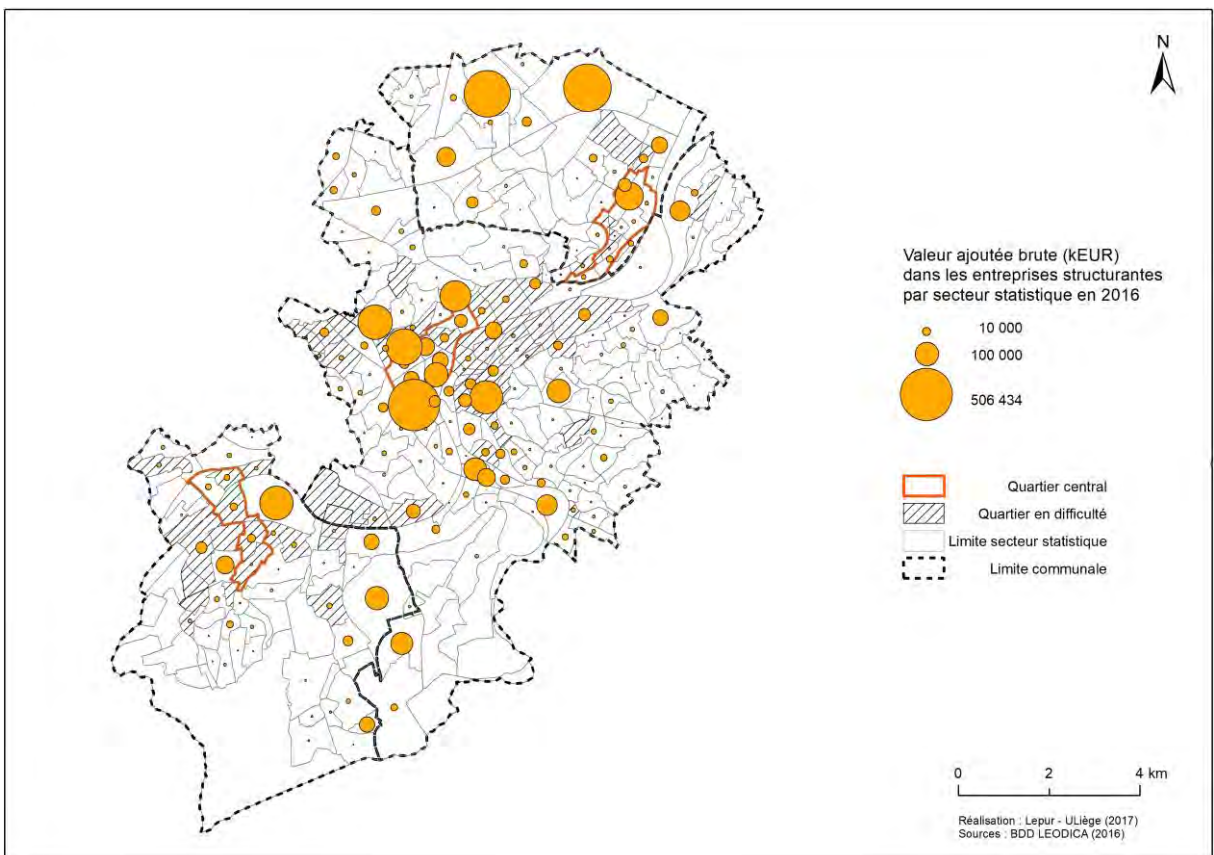 N
Valeur ajoutée brute (kEUR)
dans les entreprises structurantes
par secteur statistique en 2016
10 000
100 000
506 434
Quartier central
Quartier en difficulté
Limite secteur statistique
Limite communale
0 2 4 km
Réalisation : Lepur - ULiège (2017)
Sources : BDD LEODICA (2016)